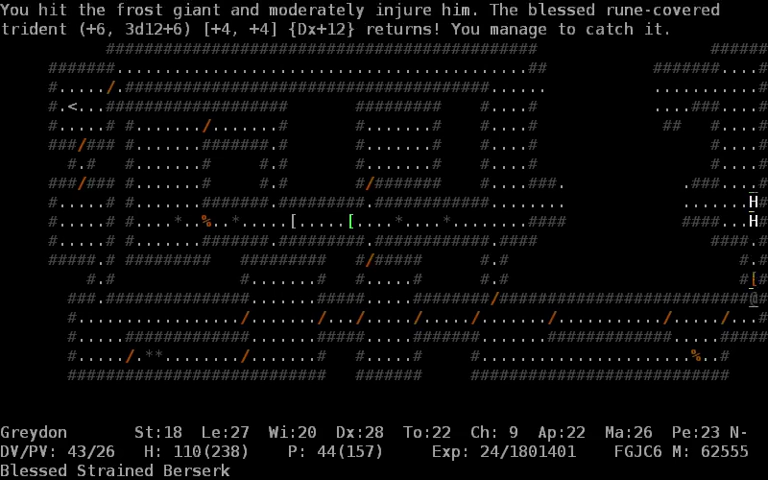 You hit the frost giant and moderately injure him. The blessed rune-covered
trident (+6, 3d12+6) [+4, +4] {Dx+12} returns! You manage to catch it.
Greydon St:18 Le:27 Wi:20 Dx:28 To:22 Ch: 9 Ap:22 Ma:26 Pe:23 N-
DV/PV: 43/26 H: 110(238) P: 44(157) Exp: 24/1801401 FGJC6 M: 62555
Blessed Strained Berserk